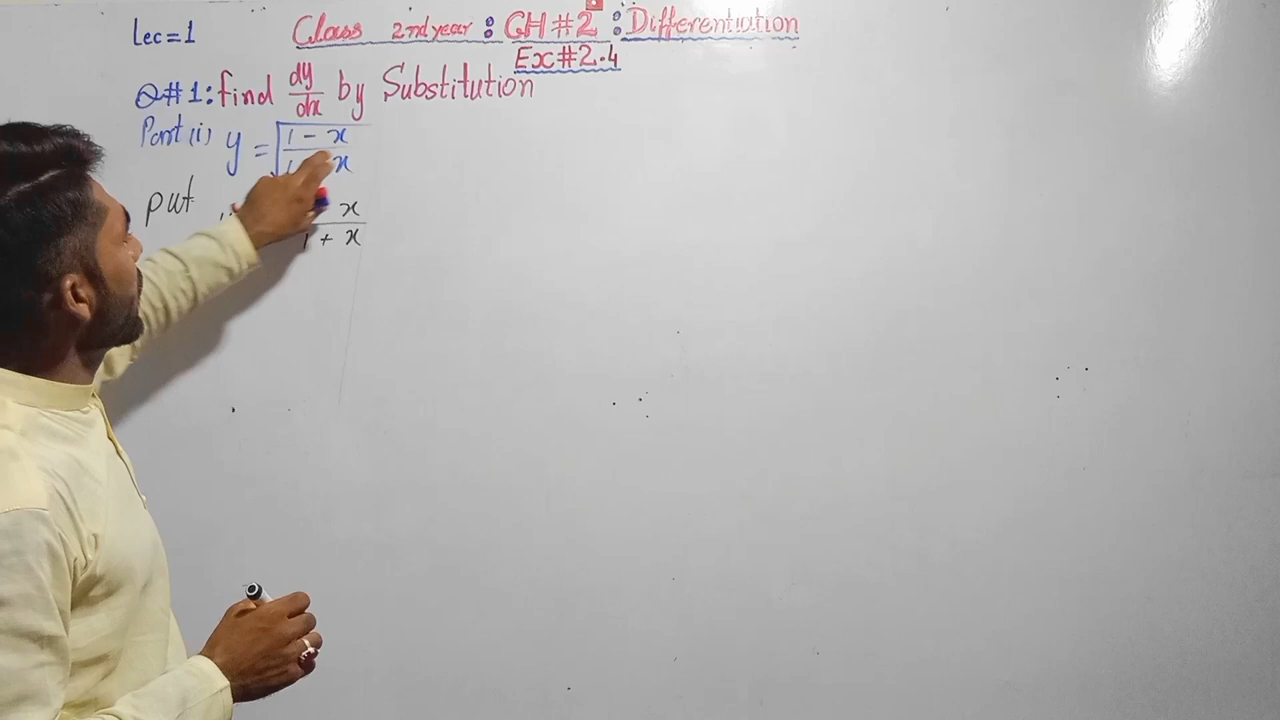 Lec=1
Class 2nd year : CH#2 : Differentiation
Ex#2.4
Q#1: find dy/dx by Substitution
Part (i) y = √ 1 - x
1 x
put x
1 + x